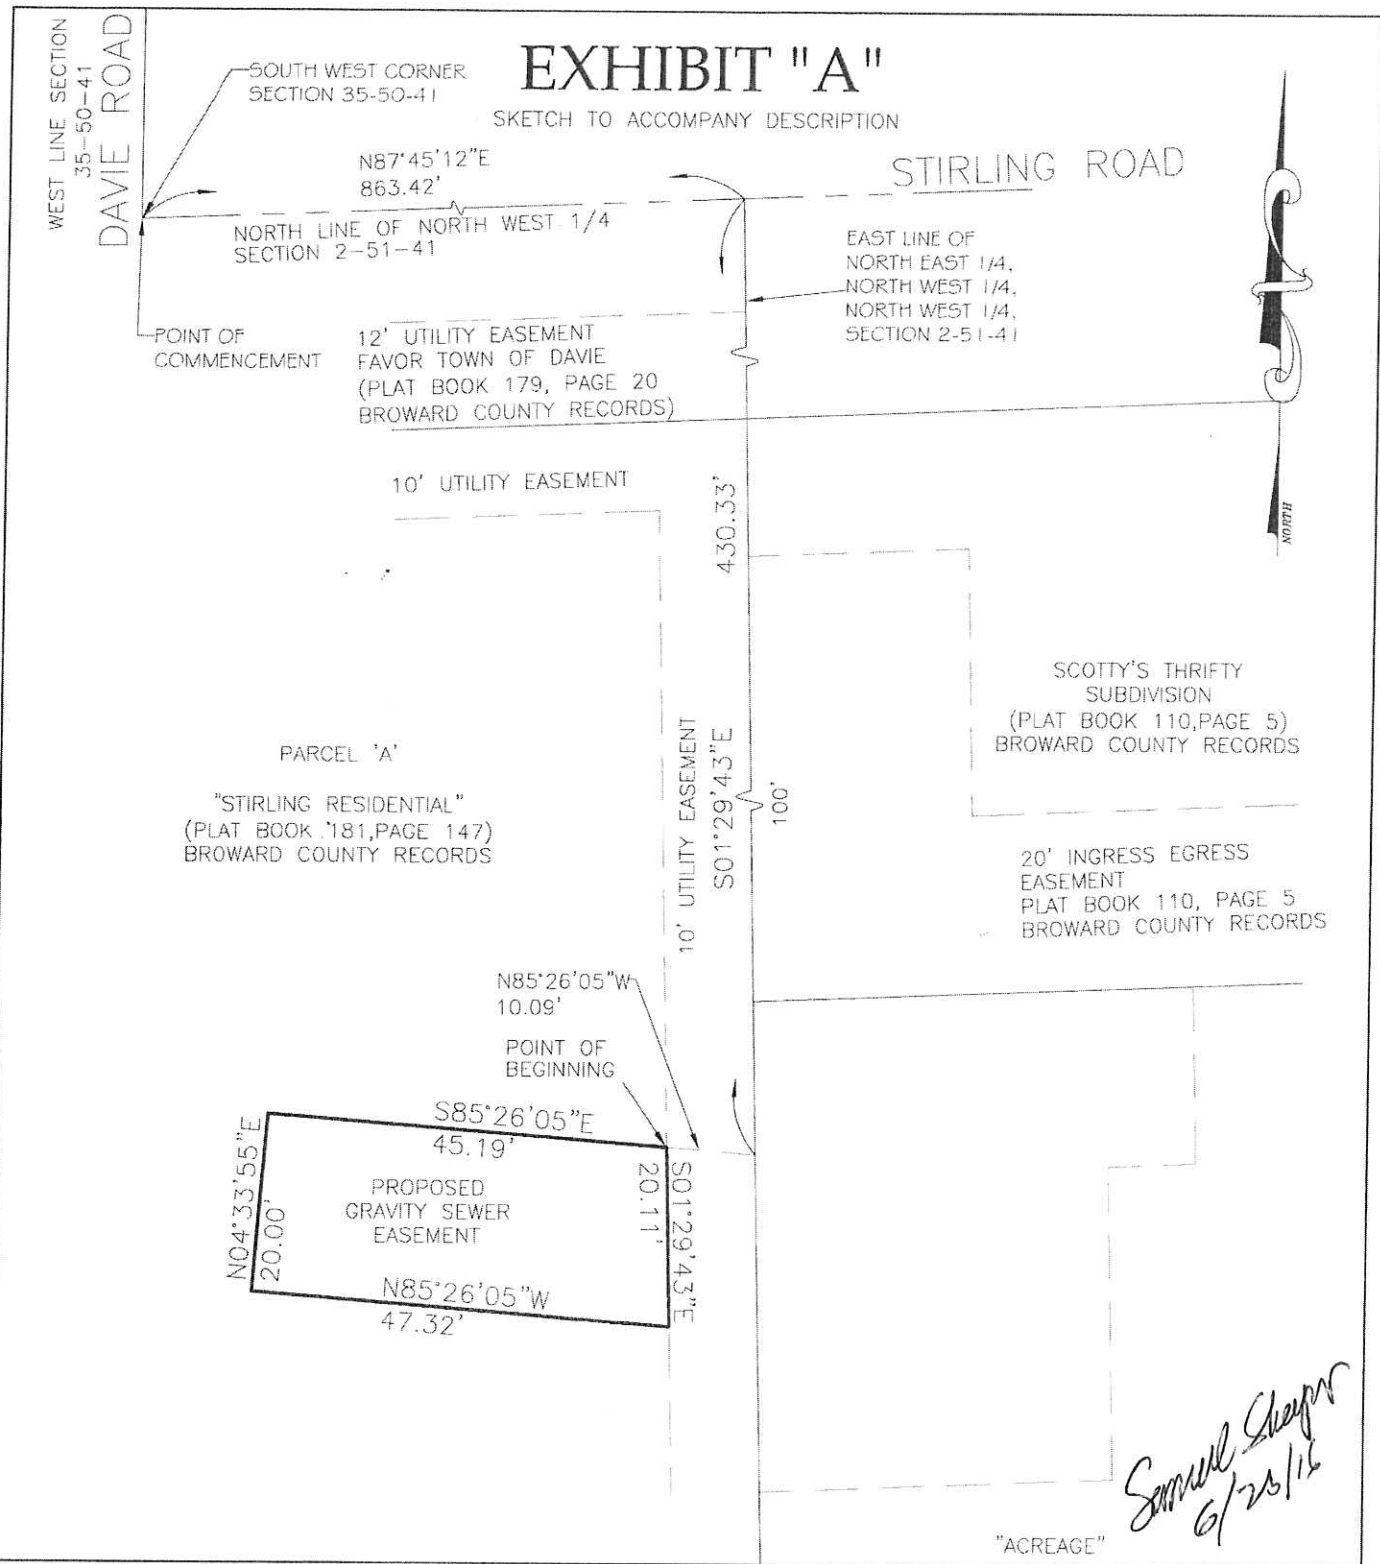 WEST LINE SECTION
35-50-41
DAVIE ROAD
SOUTH WEST CORNER
SECTION 35-50-41
EXHIBIT "A"
SKETCH TO ACCOMPANY DESCRIPTION
N87°45'12"E
863.42'
STIRLING ROAD
NORTH LINE OF NORTH WEST 1/4
SECTION 2-51-41
EAST LINE OF
NORTH EAST 1/4,
NORTH WEST 1/4,
NORTH WEST 1/4,
SECTION 2-51-41
POINT OF
COMMENCEMENT
12' UTILITY EASEMENT
FAVOR TOWN OF DAVIE
(PLAT BOOK 179, PAGE 20
BROWARD COUNTY RECORDS)
10' UTILITY EASEMENT
430.33'
NORTH
SCOTTY'S THRIFTY
SUBDIVISION
(PLAT BOOK 110,PAGE 5)
BROWARD COUNTY RECORDS
PARCEL 'A'
"STIRLING RESIDENTIAL"
(PLAT BOOK 181,PAGE 147)
BROWARD COUNTY RECORDS
10' UTILITY EASEMENT
S01°29'43"E
100'
20' INGRESS EGRESS
EASEMENT
PLAT BOOK 110, PAGE 5
BROWARD COUNTY RECORDS
N85°26'05"W
10.09'
POINT OF
BEGINNING
S85°26'05"E
45.19'
N04°33'55"E
20.00'
PROPOSED
GRAVITY SEWER
EASEMENT
20.11'
S01°29'43"E
N85°26'05"W
47.32'
Samuel
"ACREAGE"